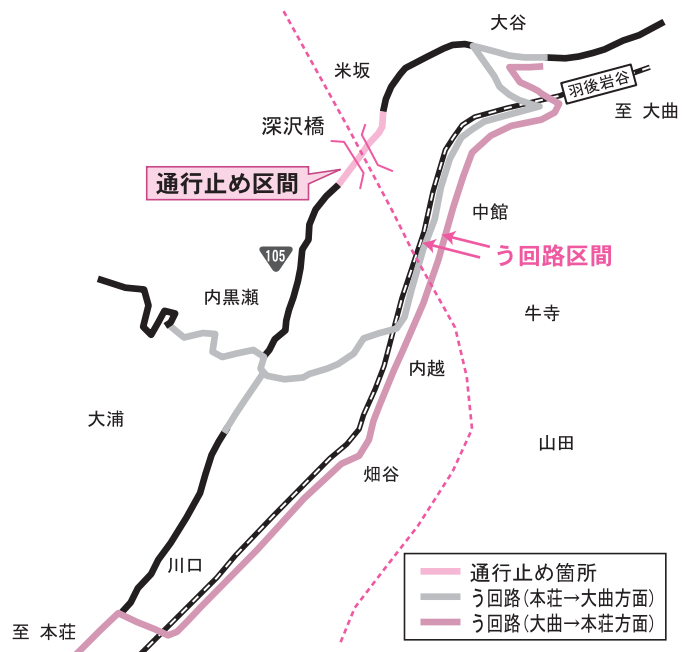 大谷
米坂
羽後岩谷
至 大曲
深沢橋
通行止め区間
中館
う回路区間
105
内黒瀬
牛寺
内越
大浦
山田
畑谷
川口
至 本荘
通行止め箇所
う回路(本荘→大曲方面)
う回路(大曲→本荘方面)